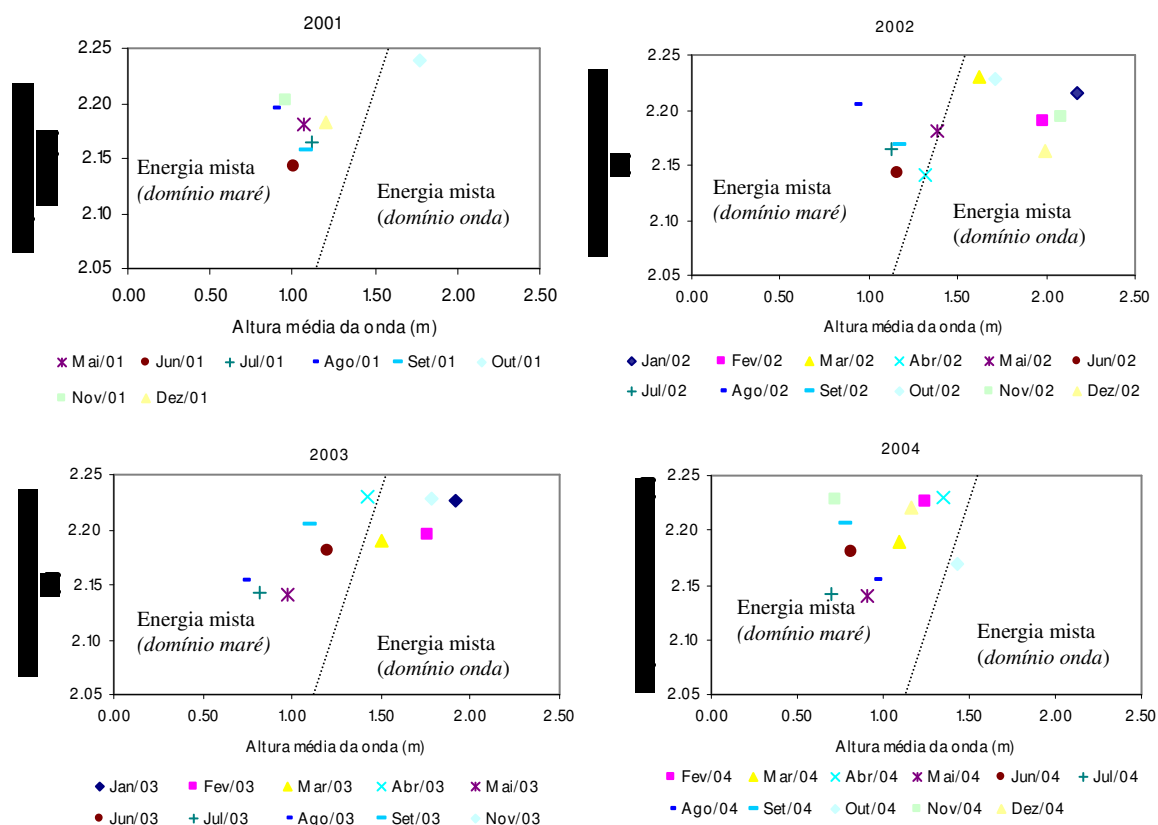 2001
2.25
2.20
2.15
2.10
2.05
Energia mista
(domínio maré)
Energia mista
(domínio onda)
0.00 0.50 1.00 1.50 2.00 2.50
Altura média da onda (m)
Mai/01 Jun/01 Jul/01 Ago/01 Set/01 Out/01
Nov/01 Dez/01
2002
2.25
2.20
2.15
2.10
2.05
Energia mista
(domínio maré)
Energia mista
(domínio onda)
0.00 0.50 1.00 1.50 2.00 2.50
Altura média da onda (m)
Jan/02 Fev/02 Mar/02 Abr/02 Mai/02 Jun/02
Jul/02 Ago/02 Set/02 Out/02 Nov/02 Dez/02
2003
2.25
2.20
2.15
2.10
2.05
Energia mista
(domínio maré)
Energia mista
(domínio onda)
0.00 0.50 1.00 1.50 2.00 2.50
Altura média da onda (m)
Jan/03 Fev/03 Mar/03 Abr/03 Mai/03
Jun/03 Jul/03 Ago/03 Set/03 Nov/03
2004
2.25
2.20
2.15
2.10
2.05
Energia mista
(domínio maré)
Energia mista
(domínio onda)
0.00 0.50 1.00 1.50 2.00 2.50
Altura média da onda (m)
Fev/04 Mar/04 Abr/04 Mai/04 Jun/04 Jul/04
Ago/04 Set/04 Out/04 Nov/04 Dez/04